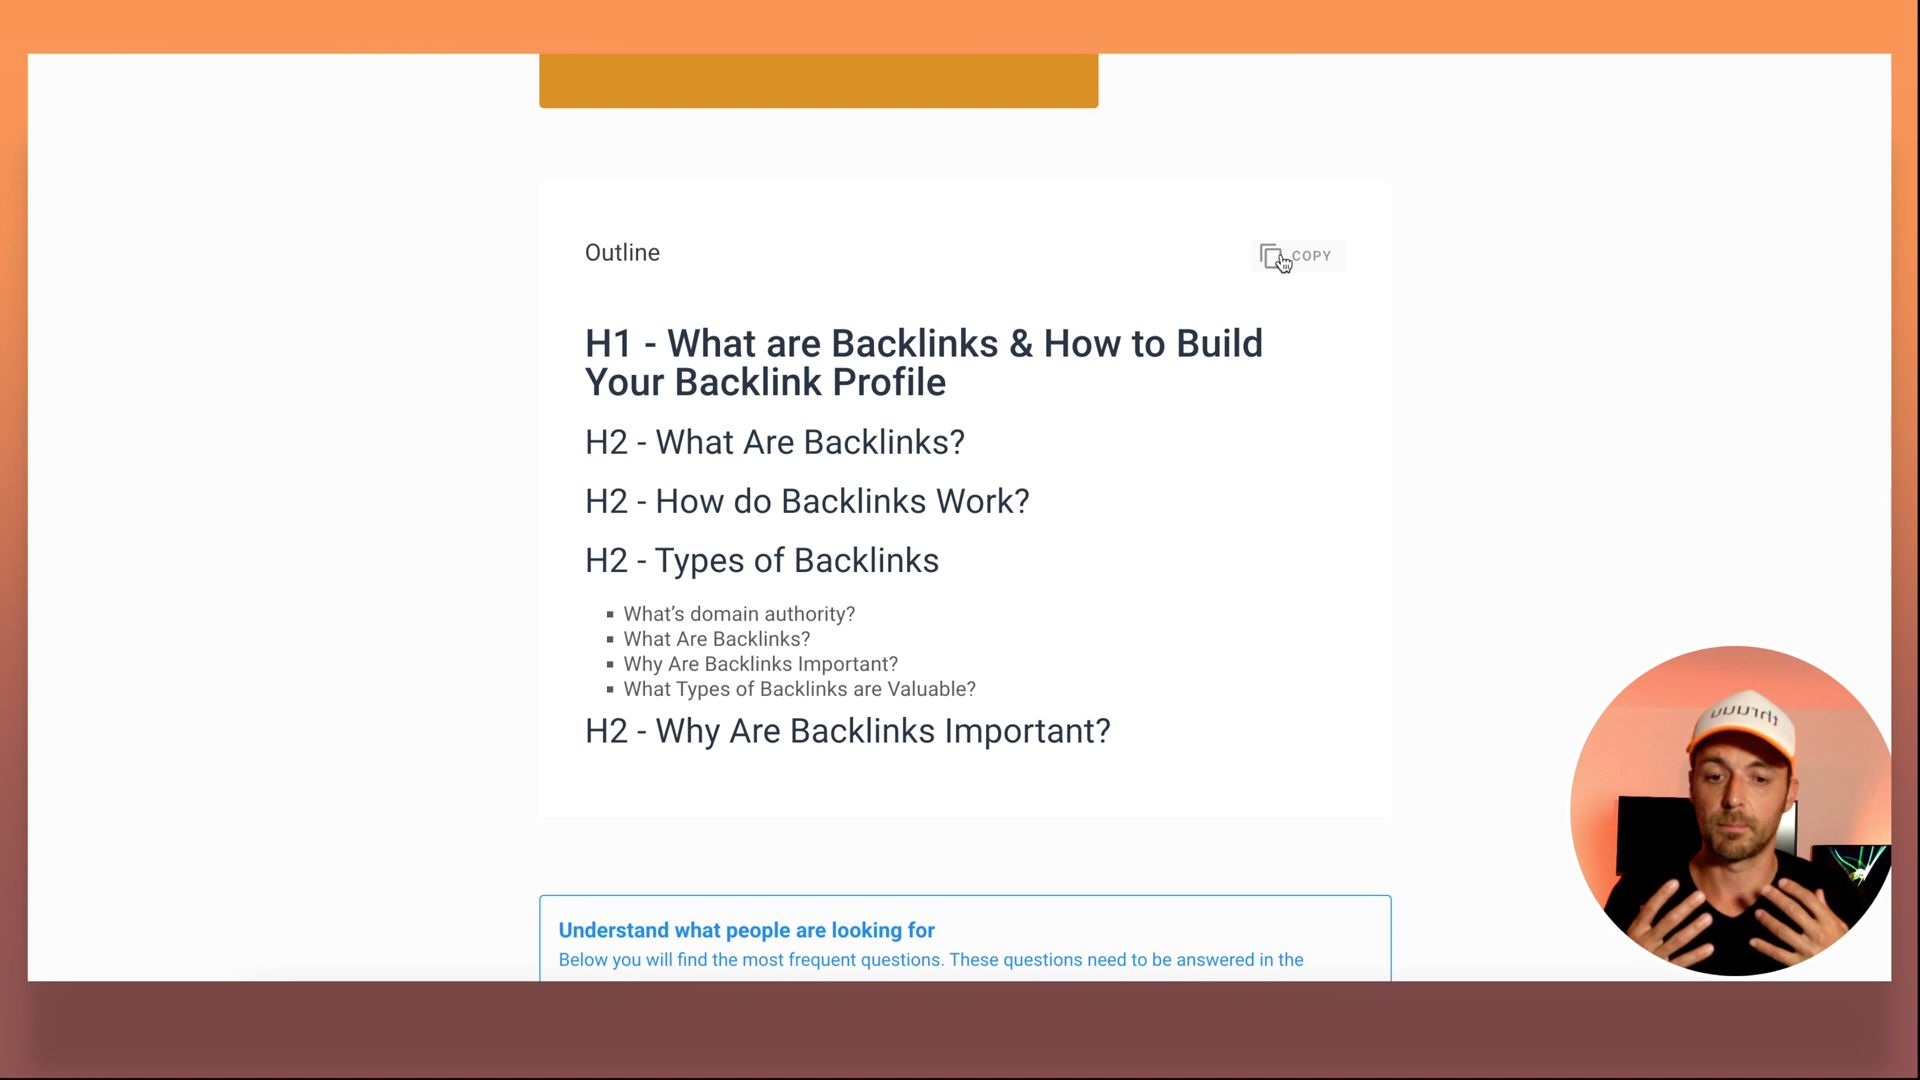 Outline
COPY
H1 - What are Backlinks & How to Build
Your Backlink Profile
H2 - What Are Backlinks?
H2 - How do Backlinks Work?
H2 - Types of Backlinks
▪ What’s domain authority?
▪ What Are Backlinks?
▪ Why Are Backlinks Important?
▪ What Types of Backlinks are Valuable?
H2 - Why Are Backlinks Important?
thruuu
Understand what people are looking for
Below you will find the most frequent questions. These questions need to be answered in the